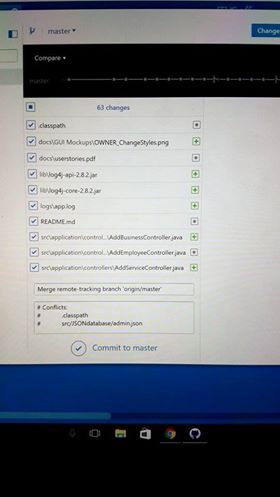 master
Change
Compare
master
63 changes
.classpath
docs\GUI Mockups\OWNER_ChangeStyles.png
docs\userstories.pdf
lib\log4j-api-2.8.2.jar
lib\log4j-core-2.8.2.jar
logs\app.log
README.md
src\application\control...\AddBusinessController.java
src\application\control...\AddEmployeeController.java
src\application\controllers\AddServiceController.java
Merge remote-tracking branch 'origin/master'
# Conflicts:
# .classpath
# src/JSONdatabase/admin.json
Commit to master